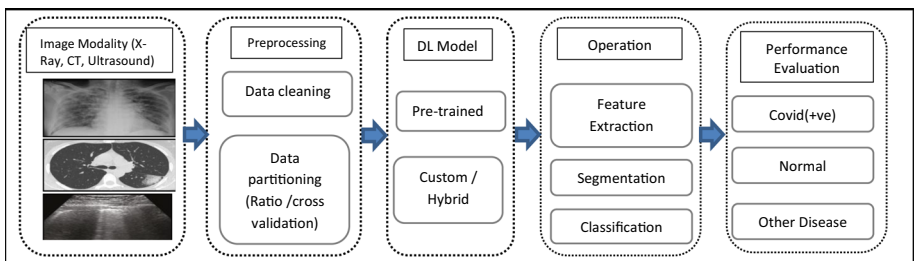 Image Modality (X-
Ray, CT, Ultrasound)
Preprocessing
Data cleaning
Data
partitioning
(Ratio /cross
validation)
DL Model
Pre-trained
Custom /
Hybrid
Operation
Feature
Extraction
Segmentation
Classification
Performance
Evaluation
Covid(+ve)
Normal
Other Disease